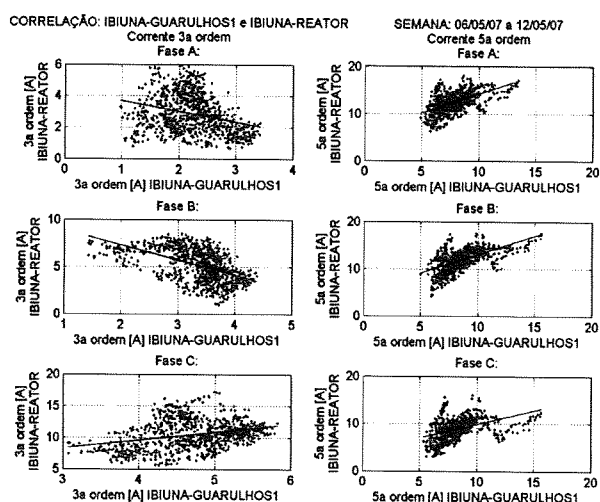 CORRELAÇÃO: IBIUNA-GUARULHOS1 e IBIUNA-REATOR
SEMANA: 06/05/07 a 12/05/07
Corrente 3a ordem
Corrente 5a ordem
Fase A:
3a ordem [A]
IBIUNA-REATOR
6
4
2
0
0
1
2
3
4
3a ordem [A] IBIUNA-GUARULHOS1
Fase A:
5a ordem [A]
IBIUNA-REATOR
20
10
0
0
5
10
15
20
5a ordem [A] IBIUNA-GUARULHOS1
Fase B:
3a ordem [A]
IBIUNA-REATOR
10
5
0
1
2
3
4
5
3a ordem [A] IBIUNA-GUARULHOS1
Fase B:
5a ordem [A]
IBIUNA-REATOR
20
10
0
0
5
10
15
20
5a ordem [A] IBIUNA-GUARULHOS1
Fase C:
3a ordem [A]
IBIUNA-REATOR
20
15
10
5
3
4
5
6
3a ordem [A] IBIUNA-GUARULHOS1
Fase C:
5a ordem [A]
IBIUNA-REATOR
20
10
0
0
5
10
15
20
5a ordem [A] IBIUNA-GUARULHOS1